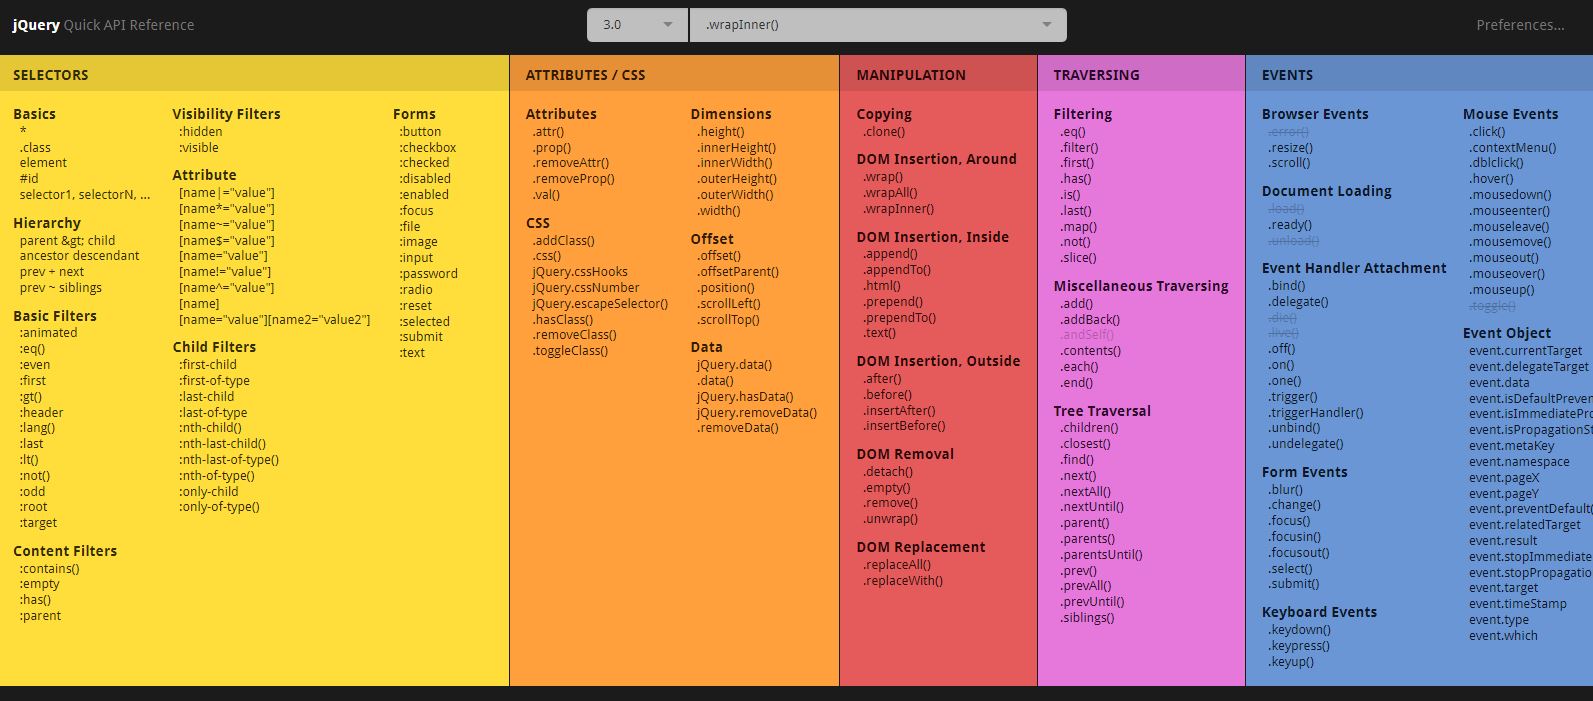 jQuery Quick API Reference
3.0
.wrapInner()
Preferences...
SELECTORS
Basics
*
.class
element
#id
selector1, selectorN, ...
Hierarchy
parent &gt; child
ancestor descendant
prev + next
prev ~ siblings
Basic Filters
:animated
:eq()
:even
:first
:gt()
:header
:lang()
:last
:lt()
:not()
:odd
:root
:target
Content Filters
:contains()
:empty
:has()
:parent
Visibility Filters
:hidden
:visible
Attribute
[name|="value"]
[name*="value"]
[name~="value"]
[name$="value"]
[name="value"]
[name!="value"]
[name^="value"]
[name]
[name="value"][name2="value2"]
Child Filters
:first-child
:first-of-type
:last-child
:last-of-type
:nth-child()
:nth-last-child()
:nth-last-of-type()
:nth-of-type()
:only-child
:only-of-type()
Forms
:button
:checkbox
:checked
:disabled
:enabled
:focus
:file
:image
:input
:password
:radio
:reset
:selected
:submit
:text
ATTRIBUTES / CSS
Attributes
.attr()
.prop()
.removeAttr()
.removeProp()
.val()
CSS
.addClass()
.css()
jQuery.cssHooks
jQuery.cssNumber
jQuery.escapeSelector()
.hasClass()
.removeClass()
.toggleClass()
Dimensions
.height()
.innerHeight()
.innerWidth()
.outerHeight()
.outerWidth()
.width()
Offset
.offset()
.offsetParent()
.position()
.scrollLeft()
.scrollTop()
Data
jQuery.data()
.data()
jQuery.hasData()
jQuery.removeData()
.removeData()
MANIPULATION
Copying
.clone()
DOM Insertion, Around
.wrap()
.wrapAll()
.wrapInner()
DOM Insertion, Inside
.append()
.appendTo()
.html()
.prepend()
.prependTo()
.text()
DOM Insertion, Outside
.after()
.before()
.insertAfter()
.insertBefore()
DOM Removal
.detach()
.empty()
.remove()
.unwrap()
DOM Replacement
.replaceAll()
.replaceWith()
TRAVERSING
Filtering
.eq()
.filter()
.first()
.has()
.is()
.last()
.map()
.not()
.slice()
Miscellaneous Traversing
.add()
.addBack()
.andSelf()
.contents()
.each()
.end()
Tree Traversal
.children()
.closest()
.find()
.next()
.nextAll()
.nextUntil()
.parent()
.parents()
.parentsUntil()
.prev()
.prevAll()
.prevUntil()
.siblings()
EVENTS
Browser Events
.error()
.resize()
.scroll()
Document Loading
.load()
.ready()
.unload()
Event Handler Attachment
.bind()
.delegate()
.die()
.live()
.off()
.on()
.one()
.trigger()
.triggerHandler()
.unbind()
.undelegate()
Form Events
.blur()
.change()
.focus()
.focusin()
.focusout()
.select()
.submit()
Keyboard Events
.keydown()
.keypress()
.keyup()
Mouse Events
.click()
.contextMenu()
.dblclick()
.hover()
.mousedown()
.mouseenter()
.mouseleave()
.mousemove()
.mouseout()
.mouseover()
.mouseup()
.toggle()
Event Object
event.currentTarget
event.delegateTarget
event.data
event.isDefaultPreven
event.isImmediatePro
event.isPropagationSt
event.metaKey
event.namespace
event.pageX
event.pageY
event.preventDefault(
event.relatedTarget
event.result
event.stopImmediate
event.stopPropagatio
event.target
event.timeStamp
event.type
event.which